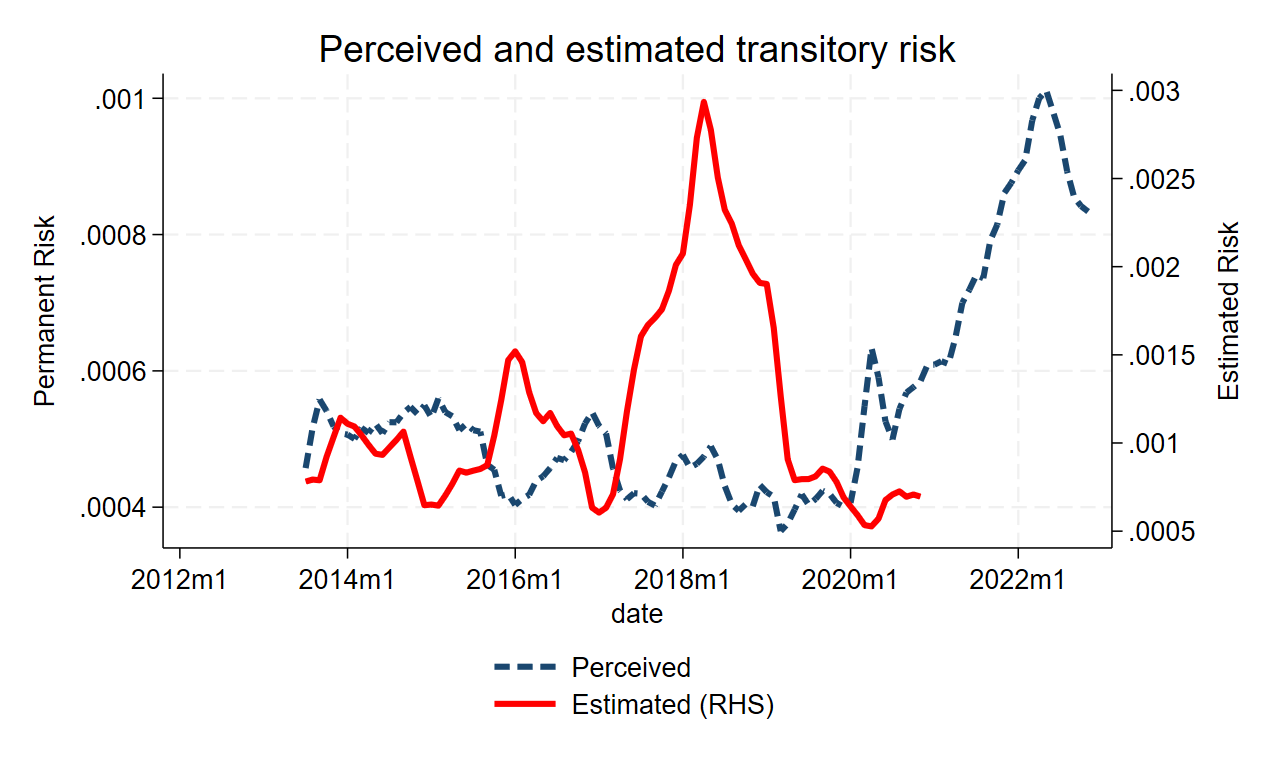 Perceived and estimated transitory risk
Permanent Risk
.001
.0008
.0006
.0004
.003
.0025
.002
.0015
.001
.0005
Estimated Risk
2012m1 2014m1 2016m1 2018m1 2020m1 2022m1
date
Perceived
Estimated (RHS)